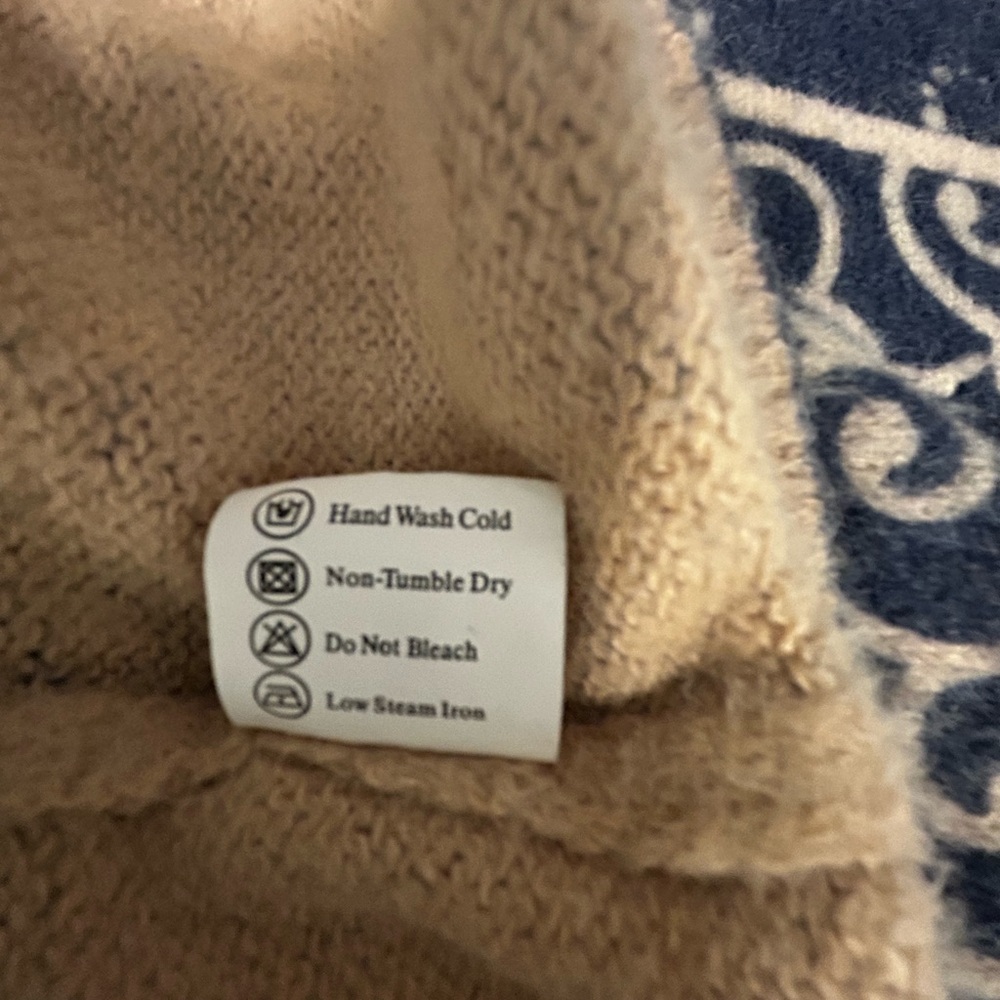 Hand Wash Cold
Non-Tumble Dry
Do Not Bleach
Low Steam Iron